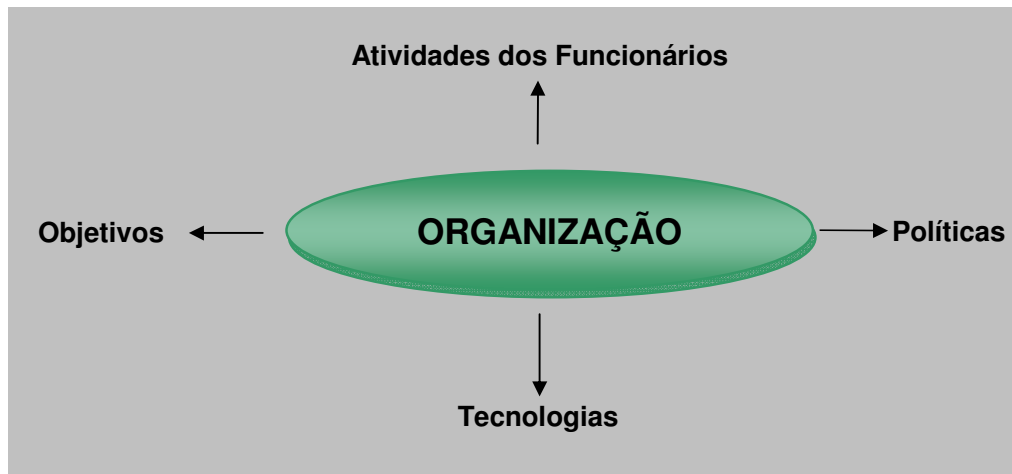 Atividades dos Funcionários
Objetivos
ORGANIZAÇÃO
Políticas
Tecnologias